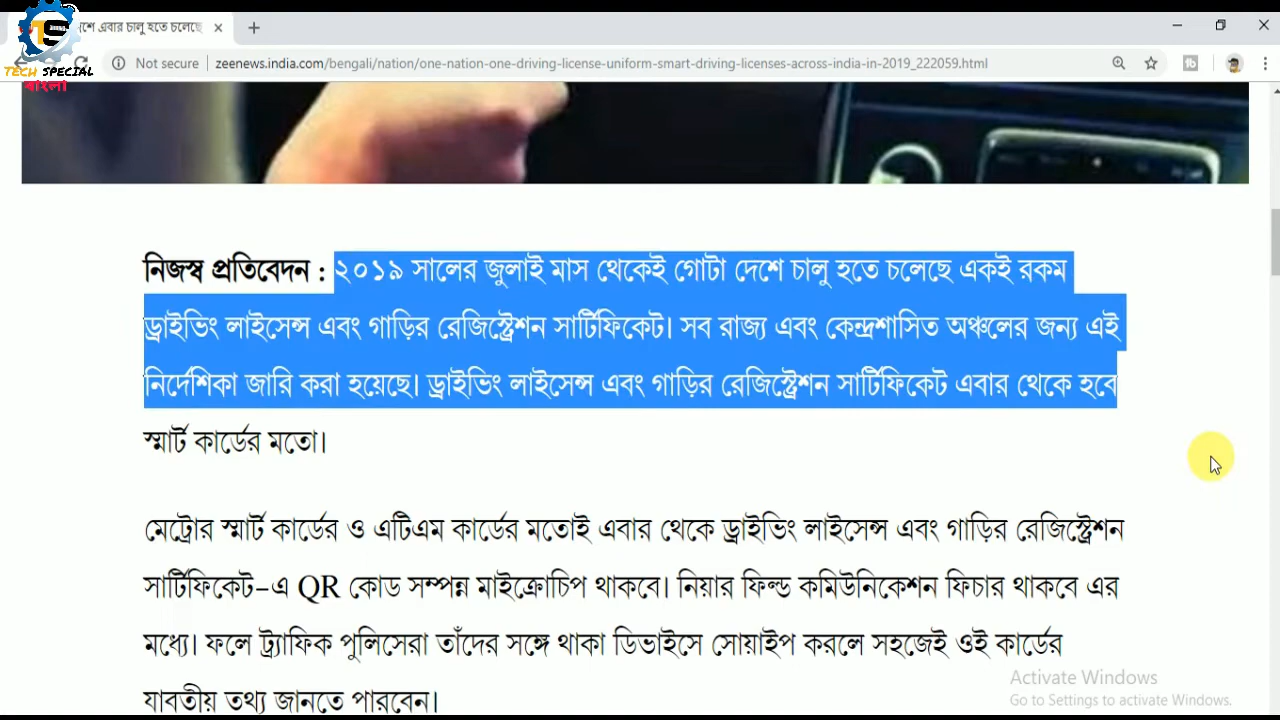 শে এবার চালু হতে চলেছে
TECH SPECIAL
বাংলা
Not secure
zeenews.india.com/bengali/nation/one-nation-one-driving-license-uniform-smart-driving-licenses-across-india-in-2019_222059.html
নিজস্ব প্রতিবেদন : ২০১৯ সালের জুলাই মাস থেকেই গোটা দেশে চালু হতে চলেছে একই রকম
ড্রাইভিং লাইসেন্স এবং গাড়ির রেজিস্ট্রেশন সার্টিফিকেট। সব রাজ্য এবং কেন্দ্রশাসিত অঞ্চলের জন্য এই
নির্দেশিকা জারি করা হয়েছে। ড্রাইভিং লাইসেন্স এবং গাড়ির রেজিস্ট্রেশন সার্টিফিকেট এবার থেকে হবে
স্মার্ট কার্ডের মতো।
মেট্রোর স্মার্ট কার্ডের ও এটিএম কার্ডের মতোই এবার থেকে ড্রাইভিং লাইসেন্স এবং গাড়ির রেজিস্ট্রেশন
সার্টিফিকেট-এ QR কোড সম্পন্ন মাইক্রোচিপ থাকবে। নিয়ার ফিল্ড কমিউনিকেশন ফিচার থাকবে এর
মধ্যে। ফলে ট্র্যাফিক পুলিসেরা তাঁদের সঙ্গে থাকা ডিভাইসে সোয়াইপ করলে সহজেই ওই কার্ডের
যাবতীয় তথ্য জানতে পারবেন।
Activate Windows
Go to Settings to activate Windows.